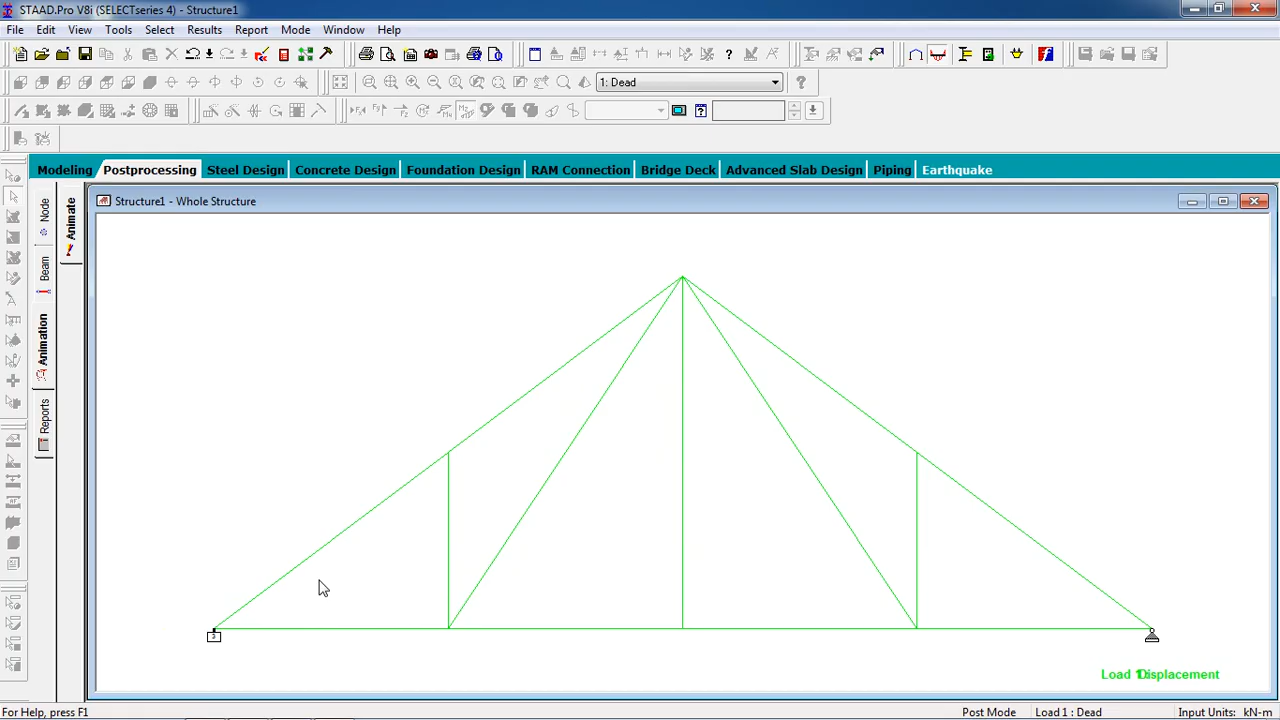 STAAD.Pro V8i (SELECTseries 4) - Structure1
File Edit View Tools Select Results Report Mode Window Help
1: Dead
Modeling Postprocessing Steel Design Concrete Design Foundation Design RAM Connection Bridge Deck Advanced Slab Design Piping Earthquake
Structure1 - Whole Structure
Node
Beam
Animation
Reports
Animate
Load 1 Displacement
For Help, press F1
Post Mode
Load 1 : Dead
Input Units: kN-m